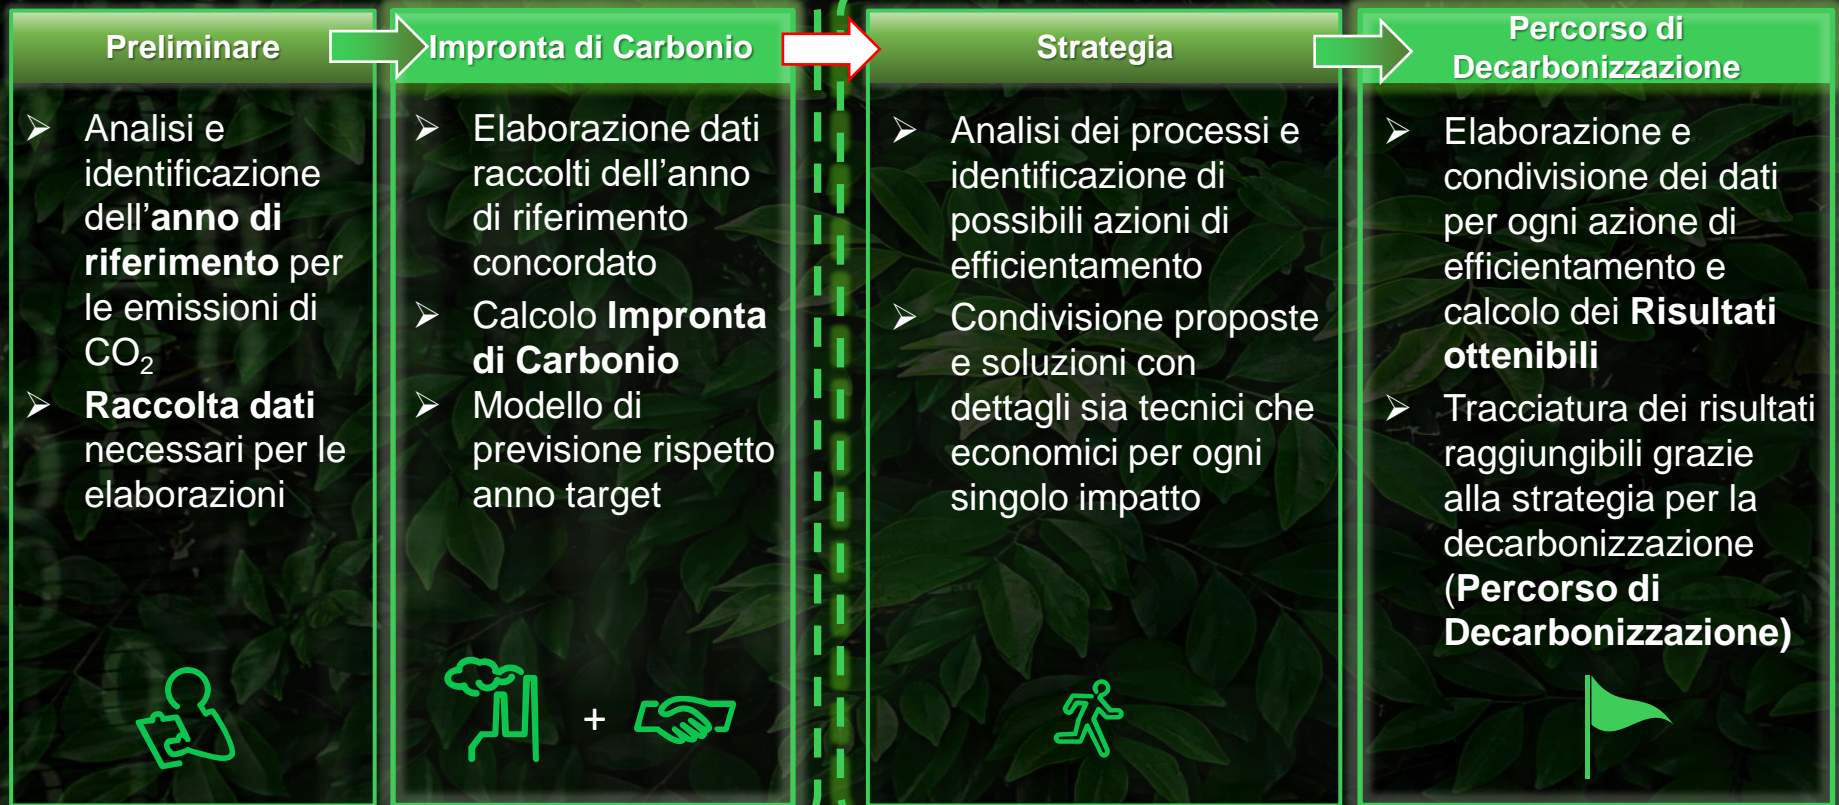 Preliminare
➢ Analisi e
identificazione
dell’anno di
riferimento per
le emissioni di
CO₂
➢ Raccolta dati
necessari per le
elaborazioni
Impronta di Carbonio
➢ Elaborazione dati
raccolti dell’anno
di riferimento
concordato
➢ Calcolo Impronta
di Carbonio
➢ Modello di
previsione rispetto
anno target
+
Strategia
➢ Analisi dei processi e
identificazione di
possibili azioni di
efficientamento
➢ Condivisione proposte
e soluzioni con
dettagli sia tecnici che
economici per ogni
singolo impatto
Percorso di
Decarbonizzazione
➢ Elaborazione e
condivisione dei dati
per ogni azione di
efficientamento e
calcolo dei Risultati
ottenibili
➢ Tracciatura dei risultati
raggiungibili grazie
alla strategia per la
decarbonizzazione
(Percorso di
Decarbonizzazione)